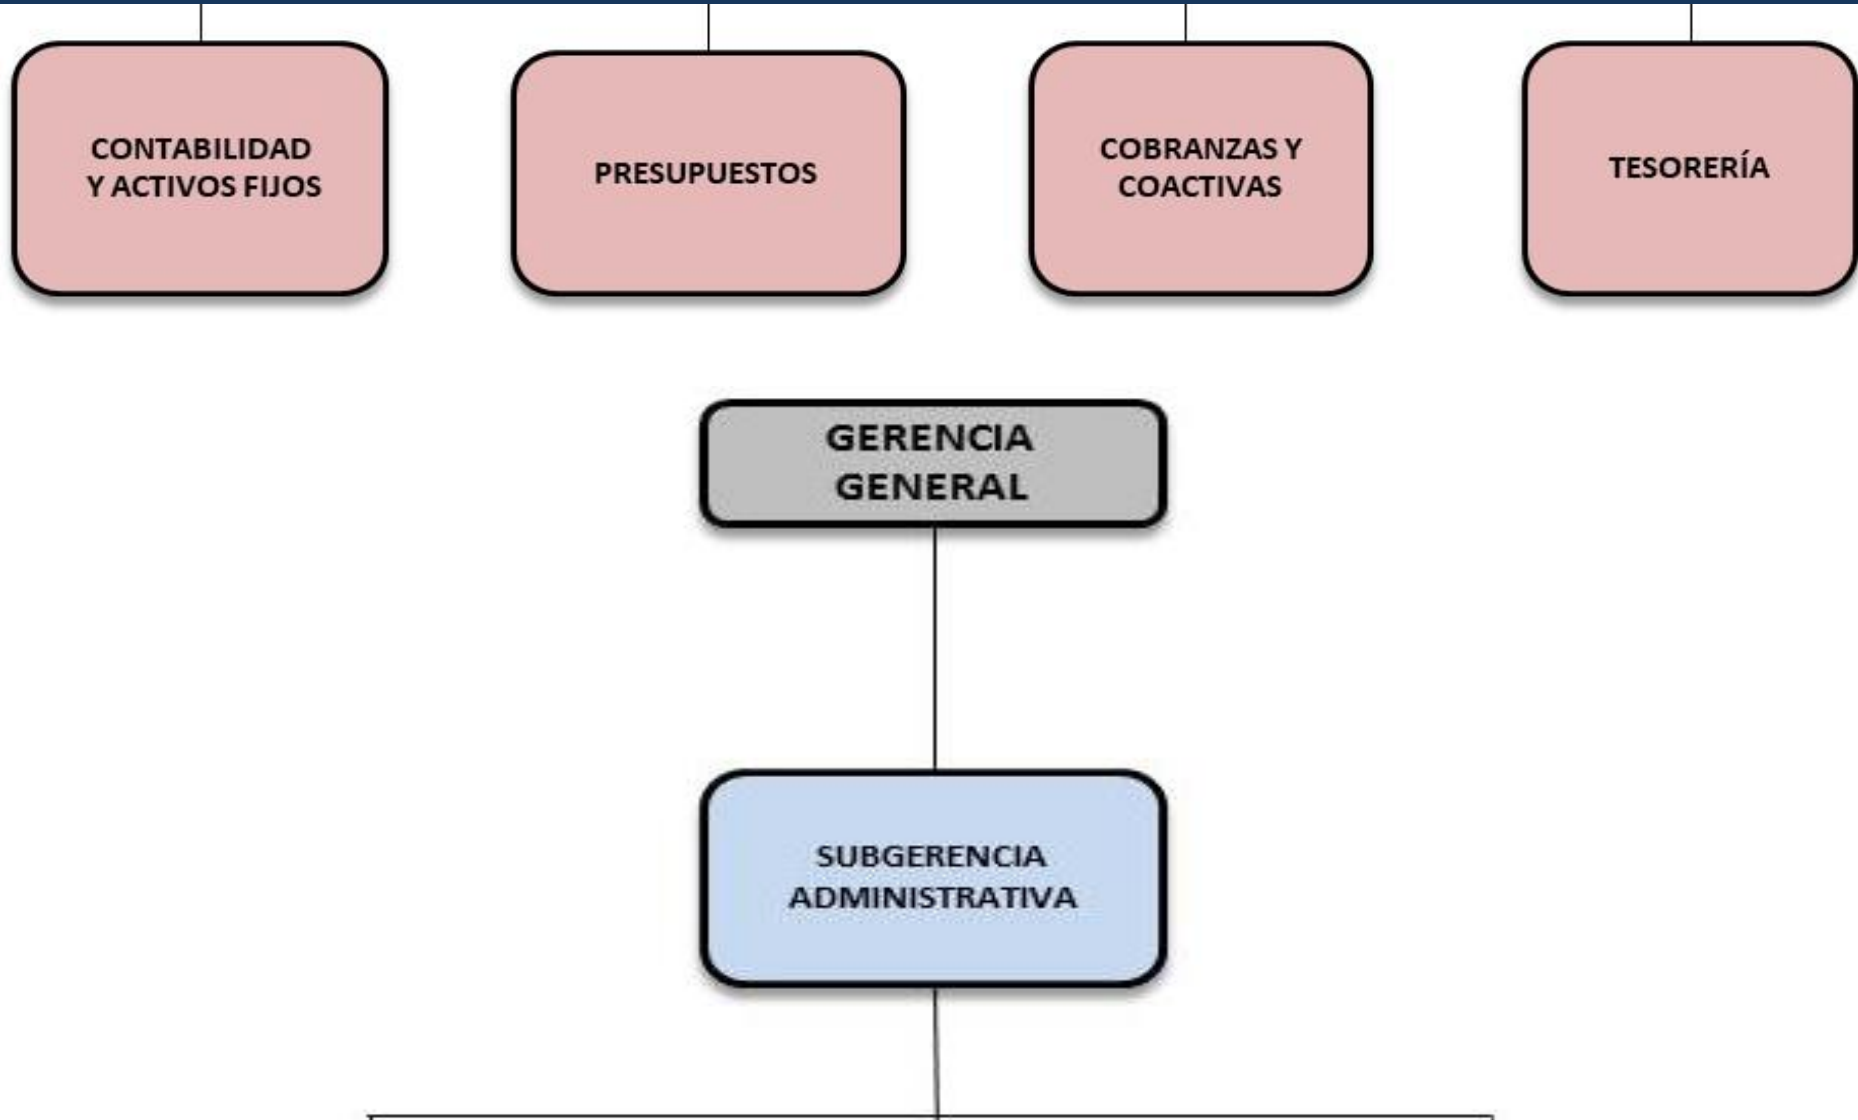 CONTABILIDAD
Y ACTIVOS FIJOS
PRESUPUESTOS
COBRANZAS Y
COACTIVAS
TESORERÍA
GERENCIA
GENERAL
SUBGERENCIA
ADMINISTRATIVA